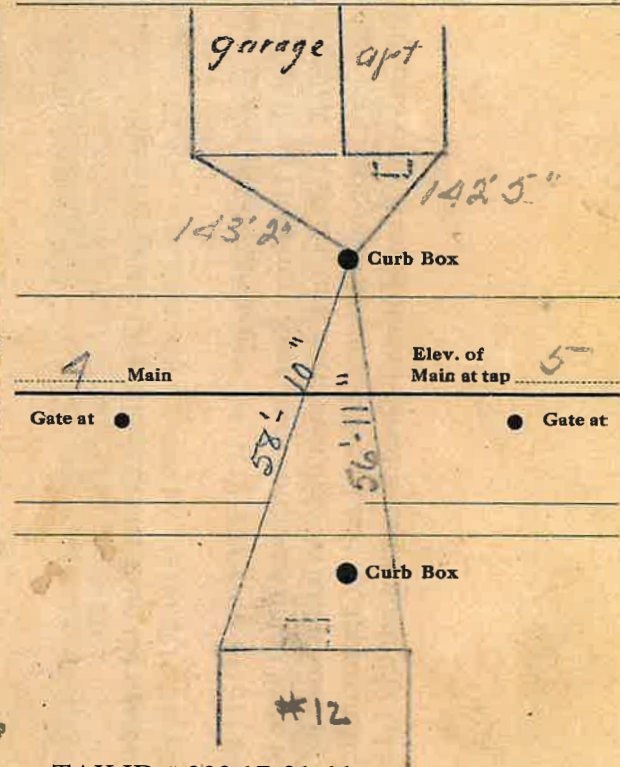 garage apt
143' 2" 142' 5"
Curb Box
4 Main
Elev. of
Main at tap 5
Gate at
Gate at
58'- 10"
56'-11"
Curb Box
#12